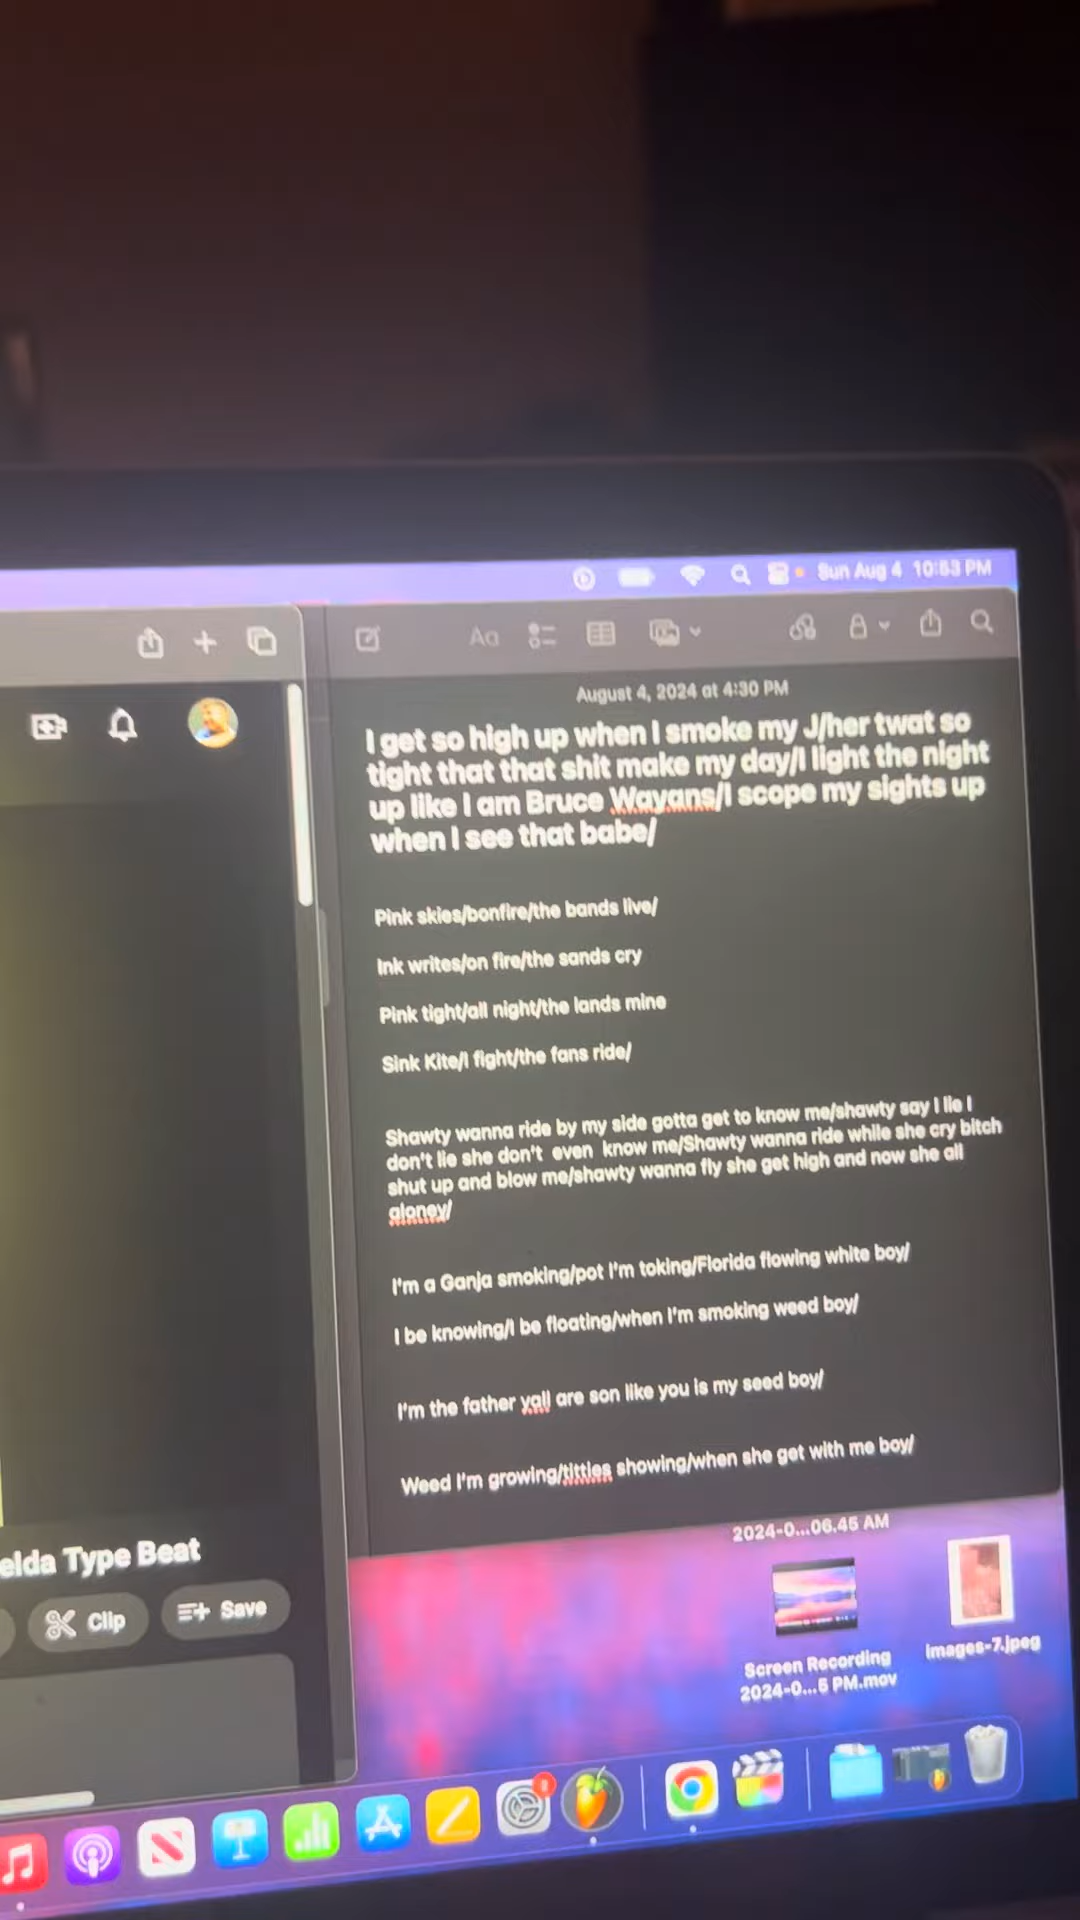 Sun Aug 4 10:53 PM
Aa
August 4, 2024 at 4:30 PM
I get so high up when I smoke my J/her twat so
tight that that shit make my day/I light the night
up like I am Bruce Wayans/I scope my sights up
when I see that babe/
Pink skies/bonfire/the bands live/
Ink writes/on fire/the sands cry
Pink tight/all night/the lands mine
Sink Kite/I fight/the fans ride/
Shawty wanna ride by my side gotta get to know me/shawty say I lie I
don't lie she don't even know me/Shawty wanna ride while she cry bitch
shut up and blow me/shawty wanna fly she get high and now she all
aloney/
I'm a Ganja smoking/pot I'm toking/Florida flowing white boy/
I be knowing/I be floating/when I'm smoking weed boy/
I'm the father yall are son like you is my seed boy/
Weed I'm growing/titties showing/when she get with me boy/
elda Type Beat
Clip
Save
2024-0...06.45 AM
Screen Recording
2024-0...5 PM.mov
images-7.jpeg